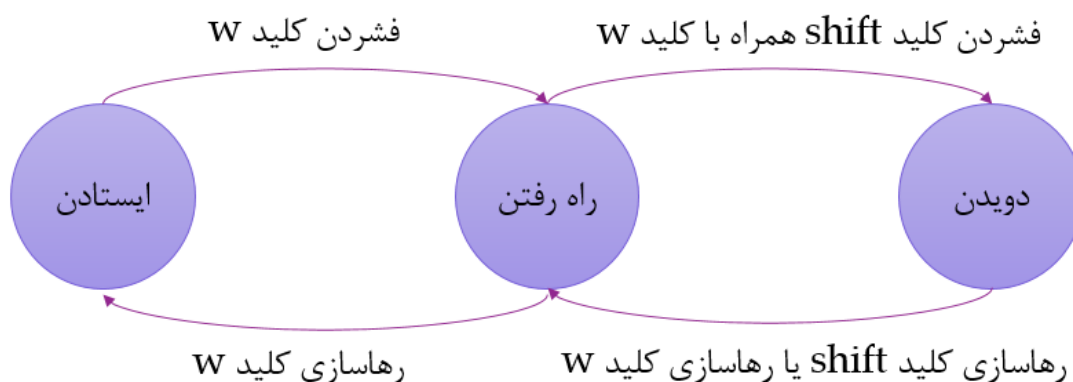 فشردن کلید w
فشردن کلید shift همراه با کلید w
ایستادن
راه رفتن
دویدن
رهاسازی کلید w
رهاسازی کلید shift یا رهاسازی کلید w